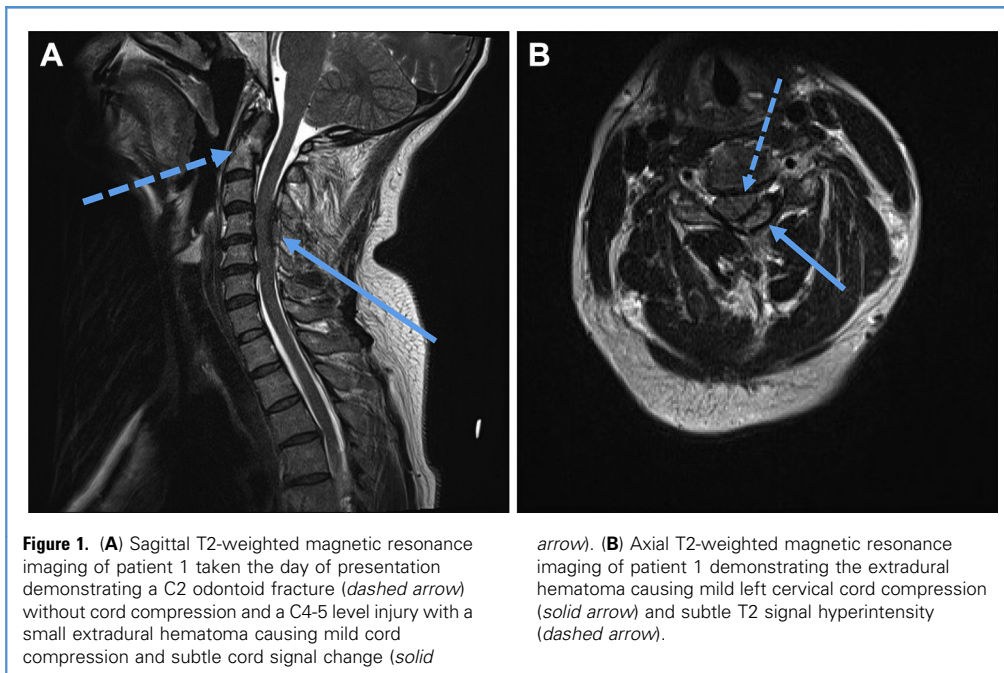 A
B
Figure 1. (A) Sagittal T2-weighted magnetic resonance
imaging of patient 1 taken the day of presentation
demonstrating a C2 odontoid fracture (dashed arrow)
without cord compression and a C4-5 level injury with a
small extradural hematoma causing mild cord
compression and subtle cord signal change (solid
arrow). (B) Axial T2-weighted magnetic resonance
imaging of patient 1 demonstrating the extradural
hematoma causing mild left cervical cord compression
(solid arrow) and subtle T2 signal hyperintensity
(dashed arrow).